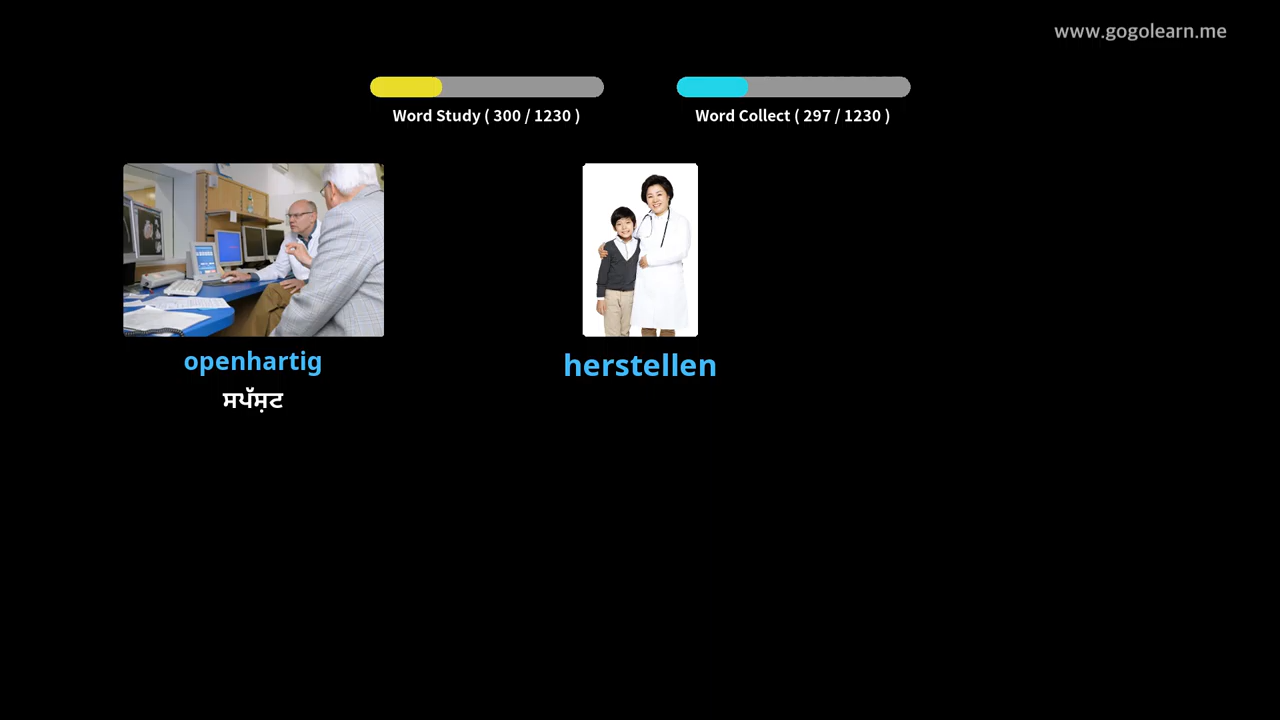 www.gogolearn.me
Word Study ( 300 / 1230 )
Word Collect ( 297 / 1230 )
openhartig
ਸਪੱਸ਼ਟ
herstellen